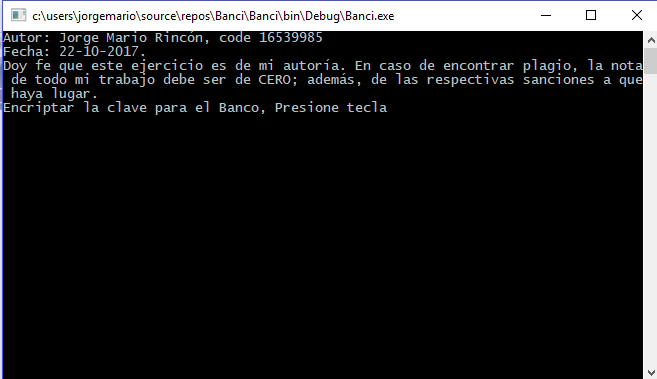 c:\users\jorgemario\source\repos\Banci\Banci\bin\Debug\Banci.exe
Autor: Jorge Mario Rincón, code 16539985
Fecha: 22-10-2017.
Doy fe que este ejercicio es de mi autoría. En caso de encontrar plagio, la nota
de todo mi trabajo debe ser de CERO; además, de las respectivas sanciones a que
haya lugar.
Encriptar la clave para el Banco, Presione tecla